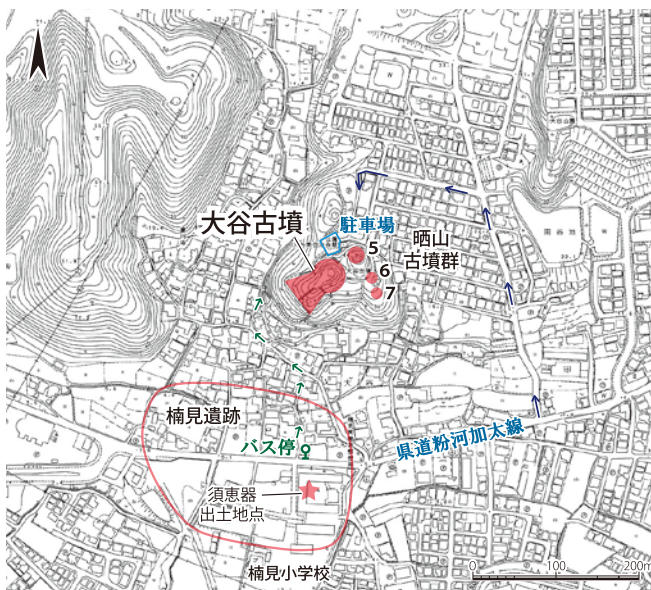 大谷古墳
駐車場
5
6
7
晒山
古墳群
楠見遺跡
バス停
県道粉河加太線
須恵器
出土地点
楠見小学校
0
100
200m